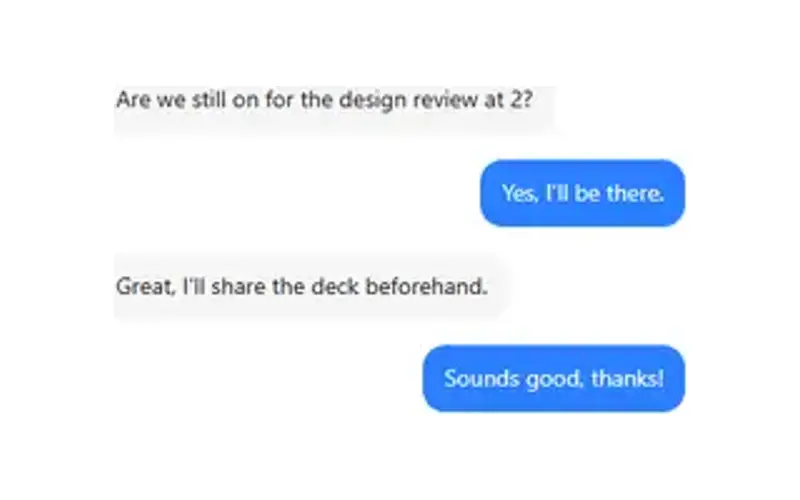 Are we still on for the design review at 2?
Yes, I'll be there.
Great, I'll share the deck beforehand.
Sounds good, thanks!